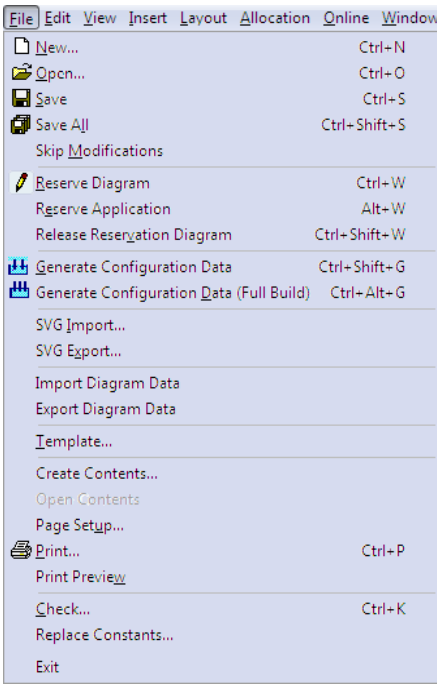 File Edit View Insert Layout Allocation Online Window
New... Ctrl+N
Open... Ctrl+O
Save Ctrl+S
Save All Ctrl+Shift+S
Skip Modifications
Reserve Diagram Ctrl+W
Reserve Application Alt+W
Release Reservation Diagram Ctrl+Shift+W
Generate Configuration Data Ctrl+Shift+G
Generate Configuration Data (Full Build) Ctrl+Alt+G
SVG Import...
SVG Export...
Import Diagram Data
Export Diagram Data
Template...
Create Contents...
Open Contents
Page Setup...
Print... Ctrl+P
Print Preview
Check... Ctrl+K
Replace Constants...
Exit